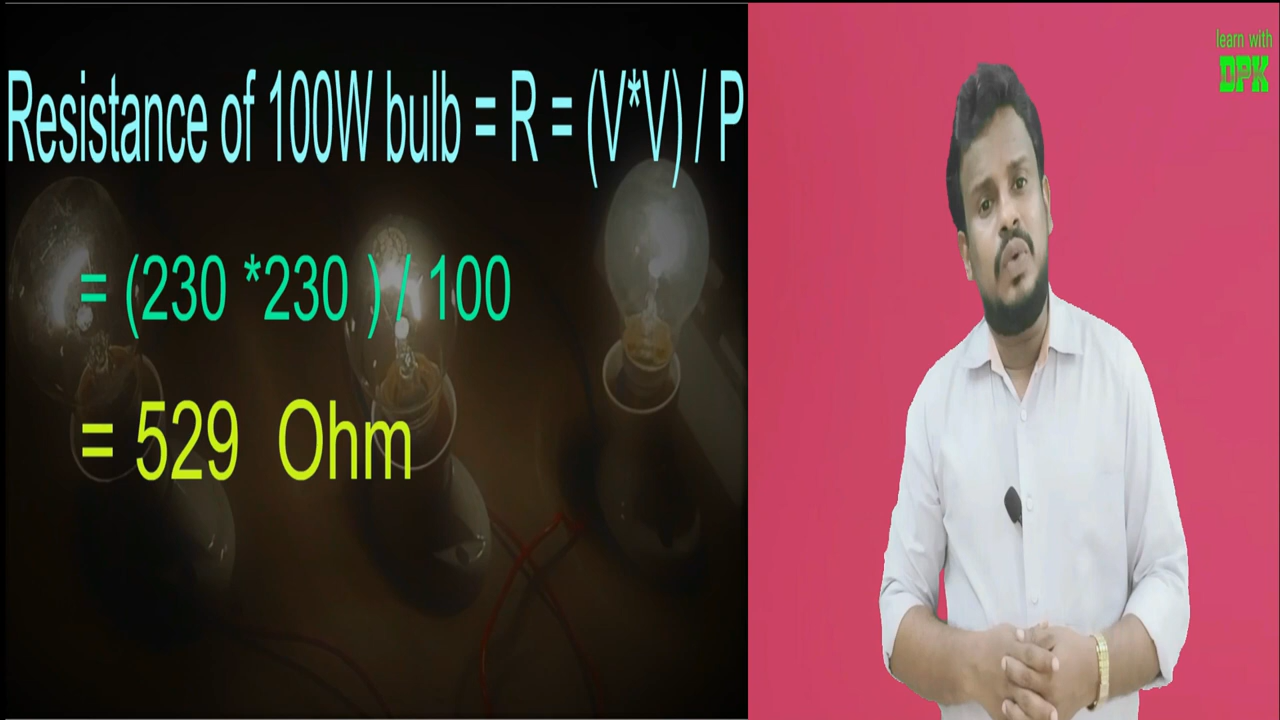 Resistance of 100W bulb = R = (V*V) / P
= (230 *230 ) / 100
= 529 Ohm
learn with
DPK